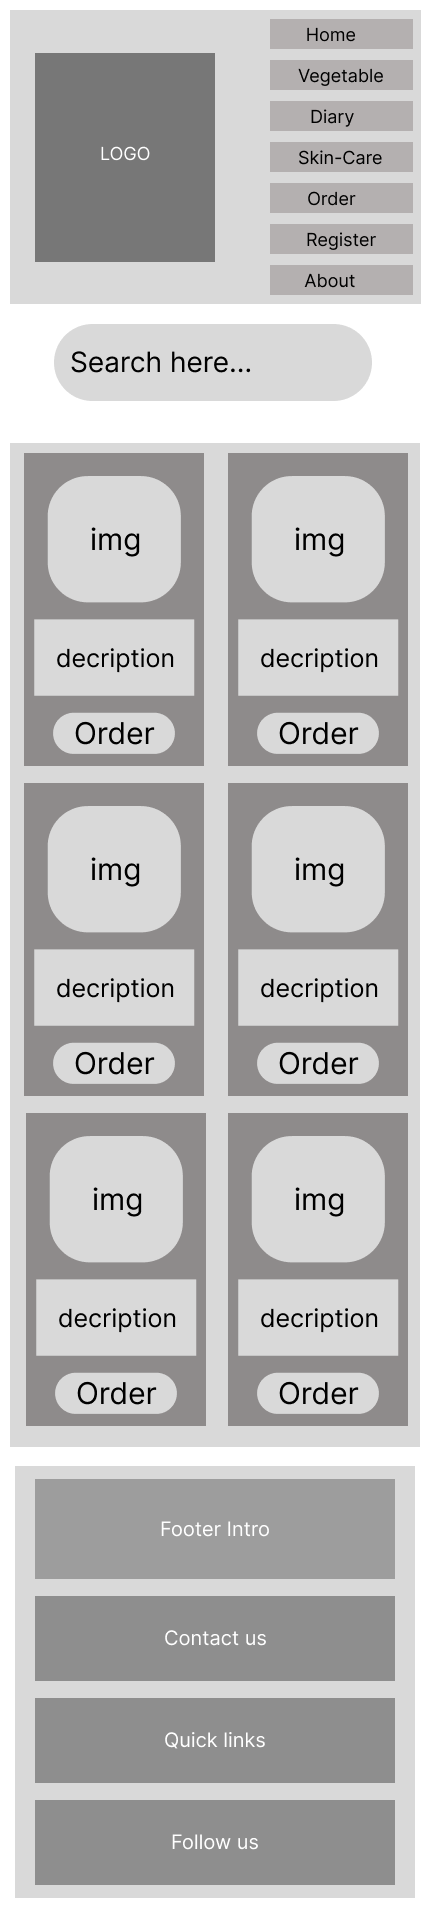 LOGO
Home
Vegetable
Diary
Skin-Care
Order
Register
About
Search here...
img
img
decription
decription
Order
Order
img
img
decription
decription
Order
Order
img
img
decription
decription
Order
Order
Footer Intro
Contact us
Quick links
Follow us